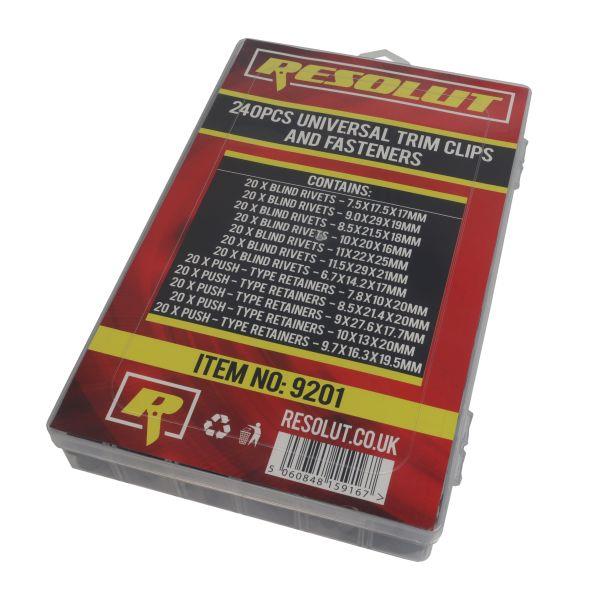 RESOLUT
240PCS UNIVERSAL TRIM CLIPS
AND FASTENERS
CONTAINS:
20 X BLIND RIVETS - 7.5X17.5X17MM
20 X BLIND RIVETS - 9.0X29X19MM
20 X BLIND RIVETS - 8.5X21.5X18MM
20 X BLIND RIVETS - 10X20X16MM
20 X BLIND RIVETS - 11X22X25MM
20 X BLIND RIVETS - 11.5X29X21MM
20 X BLIND RIVETS - 6.7X14.2X17MM
20 X PUSH - TYPE RETAINERS - 7.8X10X20MM
20 X PUSH - TYPE RETAINERS - 8.5X21.4X20MM
20 X PUSH - TYPE RETAINERS - 9X27.6X17.7MM
20 X PUSH - TYPE RETAINERS - 10X13X20MM
20 X PUSH - TYPE RETAINERS - 9.7X16.3X19.5MM
ITEM NO: 9201
R
RESOLUT.CO.UK
5 060848 159167 >